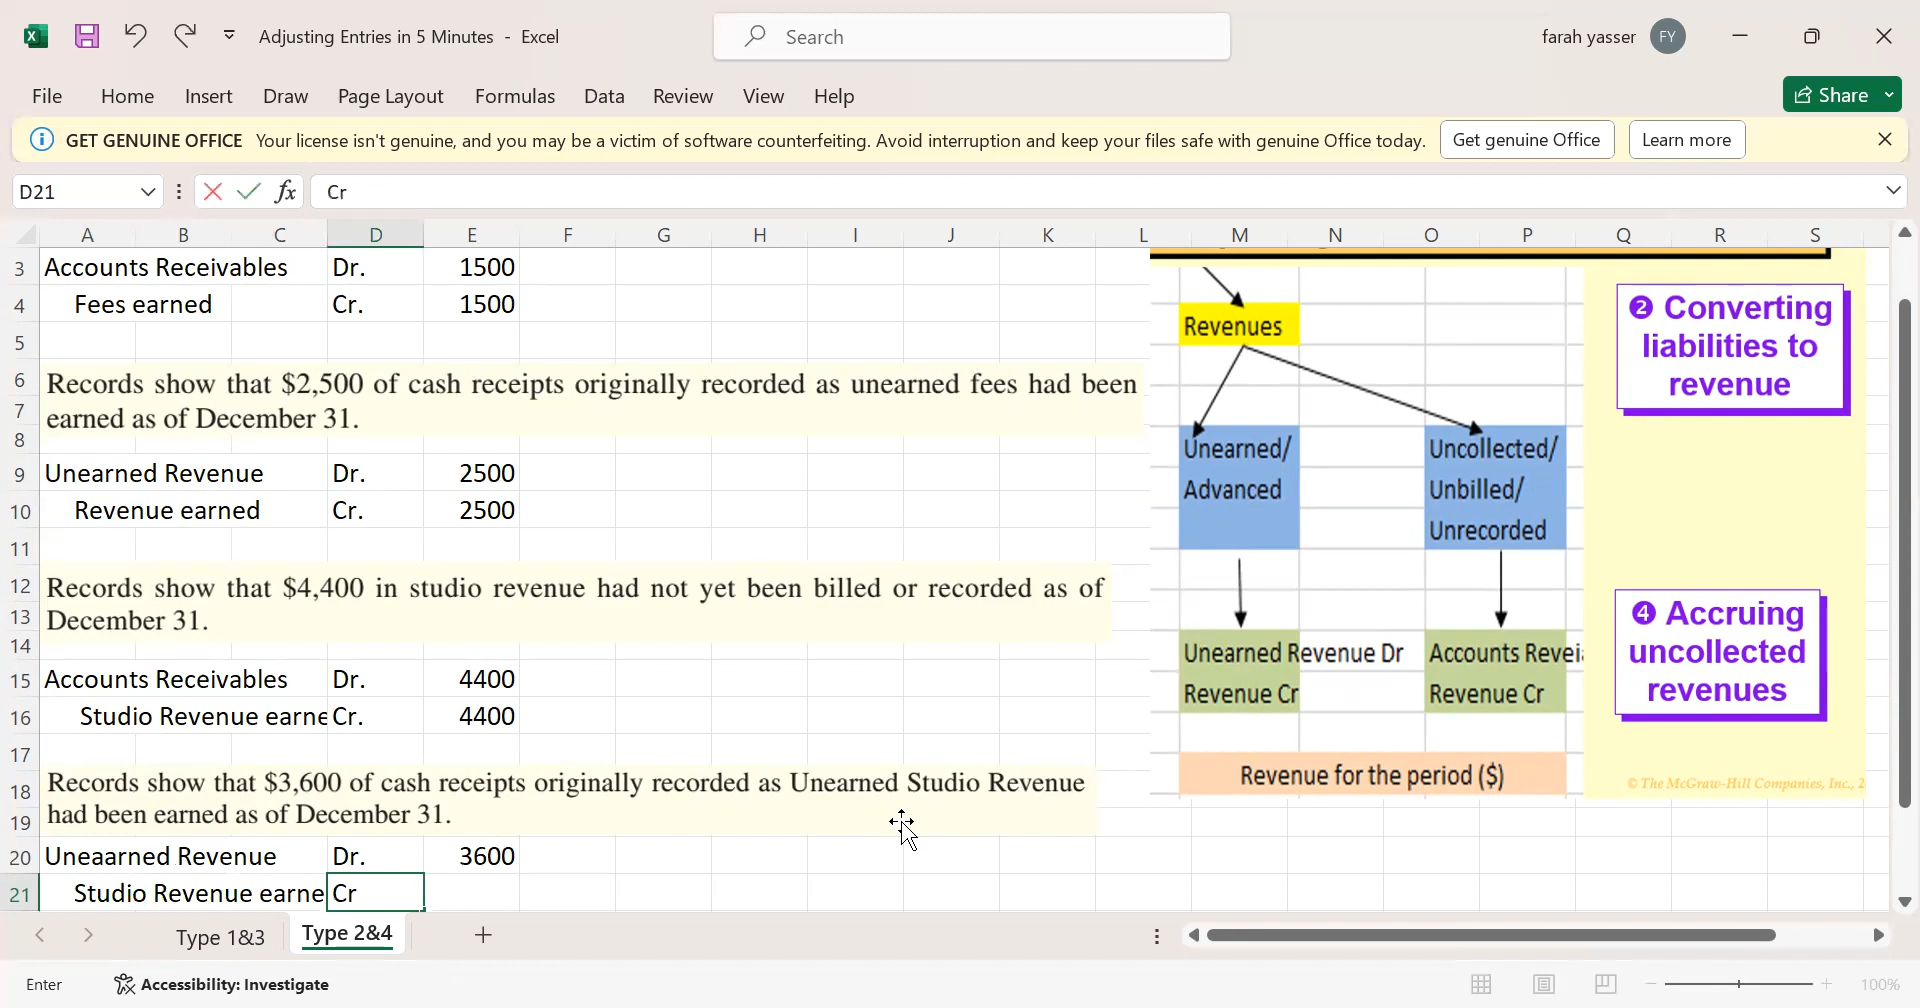 Adjusting Entries in 5 Minutes - Excel
Search
farah yasser FY
File Home Insert Draw Page Layout Formulas Data Review View Help
Share
GET GENUINE OFFICE Your license isn't genuine, and you may be a victim of software counterfeiting. Avoid interruption and keep your files safe with genuine Office today. Get genuine Office Learn more
D21 fx Cr
A B C D E F G H I J K L M N O P Q R S
3 Accounts Receivables Dr. 1500
4 Fees earned Cr. 1500
5
6 Records show that $2,500 of cash receipts originally recorded as unearned fees had been
7 earned as of December 31.
8
9 Unearned Revenue Dr. 2500
10 Revenue earned Cr. 2500
11
12 Records show that $4,400 in studio revenue had not yet been billed or recorded as of
13 December 31.
14
15 Accounts Receivables Dr. 4400
16 Studio Revenue earne Cr. 4400
17
18 Records show that $3,600 of cash receipts originally recorded as Unearned Studio Revenue
19 had been earned as of December 31.
20 Uneaarned Revenue Dr. 3600
21 Studio Revenue earne Cr
Revenues
Unearned/
Advanced
Uncollected/
Unbilled/
Unrecorded
Unearned Revenue Dr
Revenue Cr
Accounts Revei
Revenue Cr
Revenue for the period ($)
❷ Converting
liabilities to
revenue
❹ Accruing
uncollected
revenues
© The McGraw-Hill Companies, Inc., 2
Type 1&3 Type 2&4
Enter Accessibility: Investigate 100%